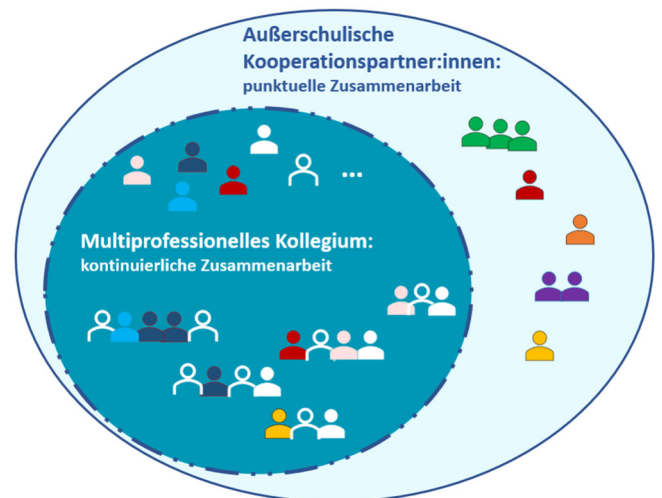 Außerschulische
Kooperationspartner:innen:
punktuelle Zusammenarbeit
...
Multiprofessionelles Kollegium:
kontinuierliche Zusammenarbeit